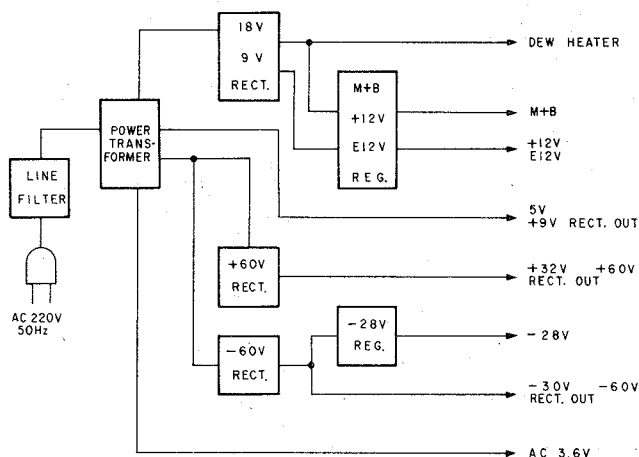 18V
9V
RECT.
DEW HEATER
M+B
+12V
E12V
REG.
M+B
+12V
E12V
POWER
TRANS-
FORMER
LINE
FILTER
AC 220V
50Hz
5V
+9V RECT. OUT
+60V
RECT.
+32V +60V
RECT. OUT
-28V
REG.
-28V
-60V
RECT.
-30V -60V
RECT. OUT
AC 3.6V